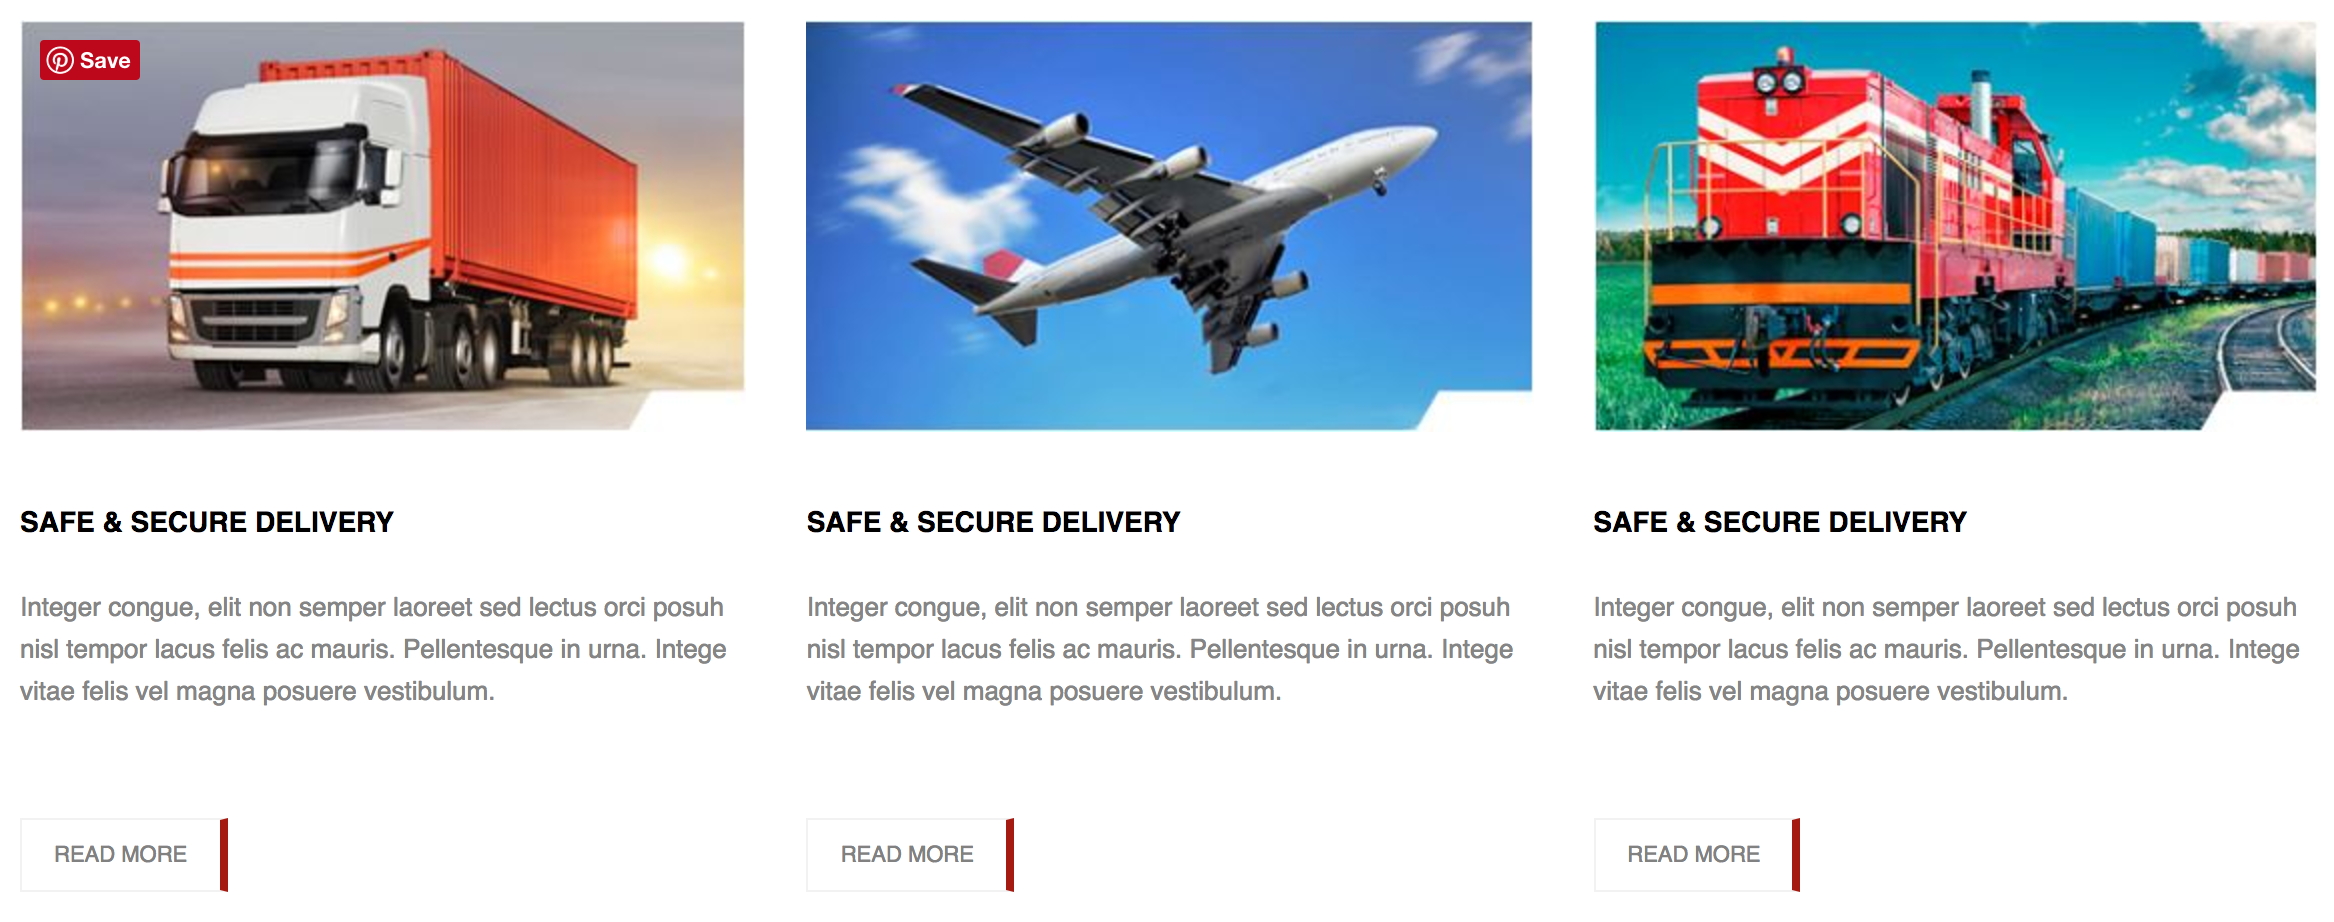 Save
SAFE & SECURE DELIVERY
Integer congue, elit non semper laoreet sed lectus orci posuh
nisl tempor lacus felis ac mauris. Pellentesque in urna. Intege
vitae felis vel magna posuere vestibulum.
READ MORE
SAFE & SECURE DELIVERY
Integer congue, elit non semper laoreet sed lectus orci posuh
nisl tempor lacus felis ac mauris. Pellentesque in urna. Intege
vitae felis vel magna posuere vestibulum.
READ MORE
SAFE & SECURE DELIVERY
Integer congue, elit non semper laoreet sed lectus orci posuh
nisl tempor lacus felis ac mauris. Pellentesque in urna. Intege
vitae felis vel magna posuere vestibulum.
READ MORE